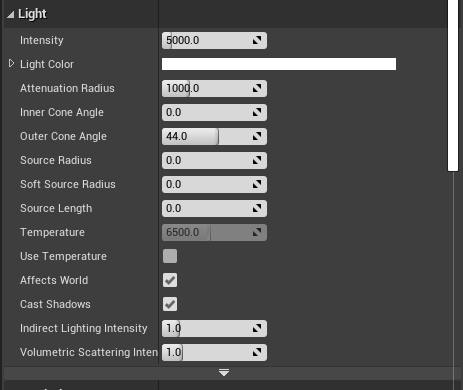 Light
Intensity 5000.0
Light Color
Attenuation Radius 1000.0
Inner Cone Angle 0.0
Outer Cone Angle 44.0
Source Radius 0.0
Soft Source Radius 0.0
Source Length 0.0
Temperature 6500.0
Use Temperature
Affects World
Cast Shadows
Indirect Lighting Intensity 1.0
Volumetric Scattering Inten 1.0